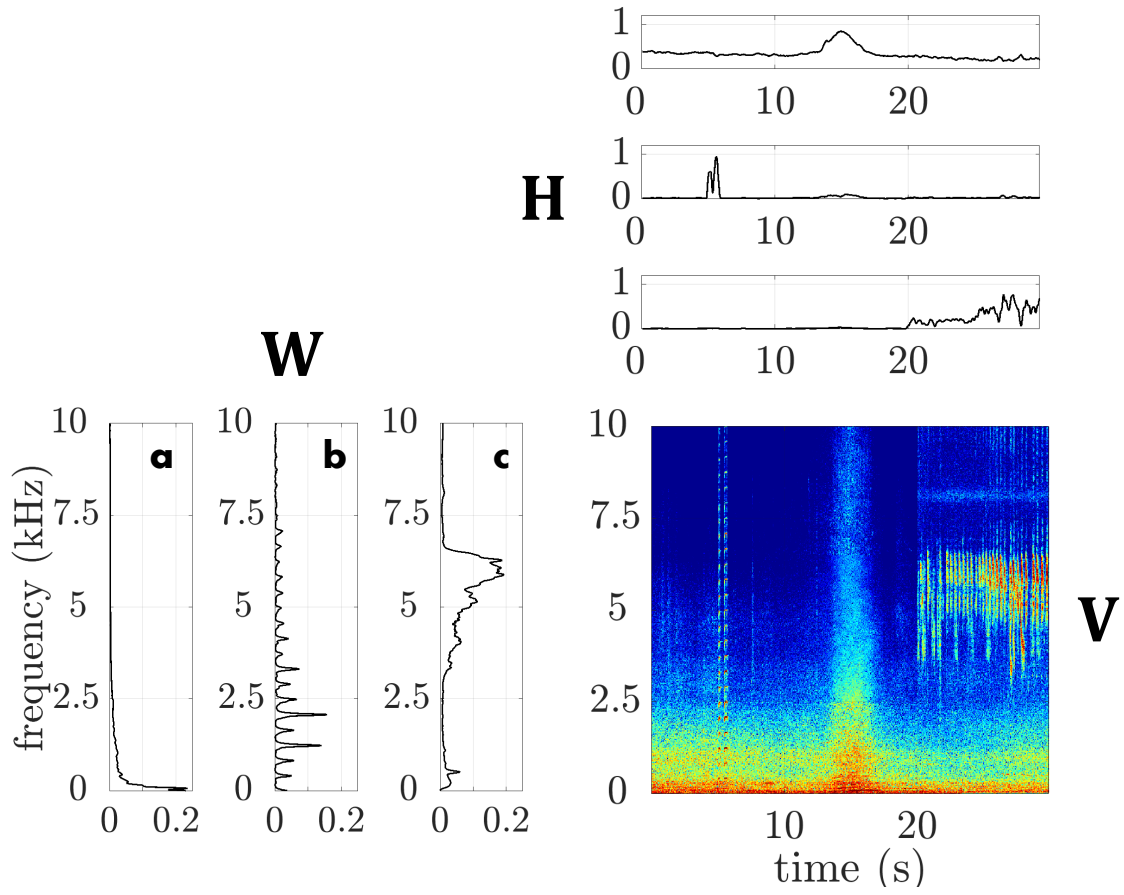 1
0
0 10 20
1
0
0 10 20
H
1
0
0 10 20
W
10 10 10 10
a b c
7.5 7.5 7.5 7.5
5 5 5 5
V
2.5 2.5 2.5 2.5
0 0 0 0
frequency (kHz)
0 0.2 0 0.2 0 0.2
10 20
time (s)